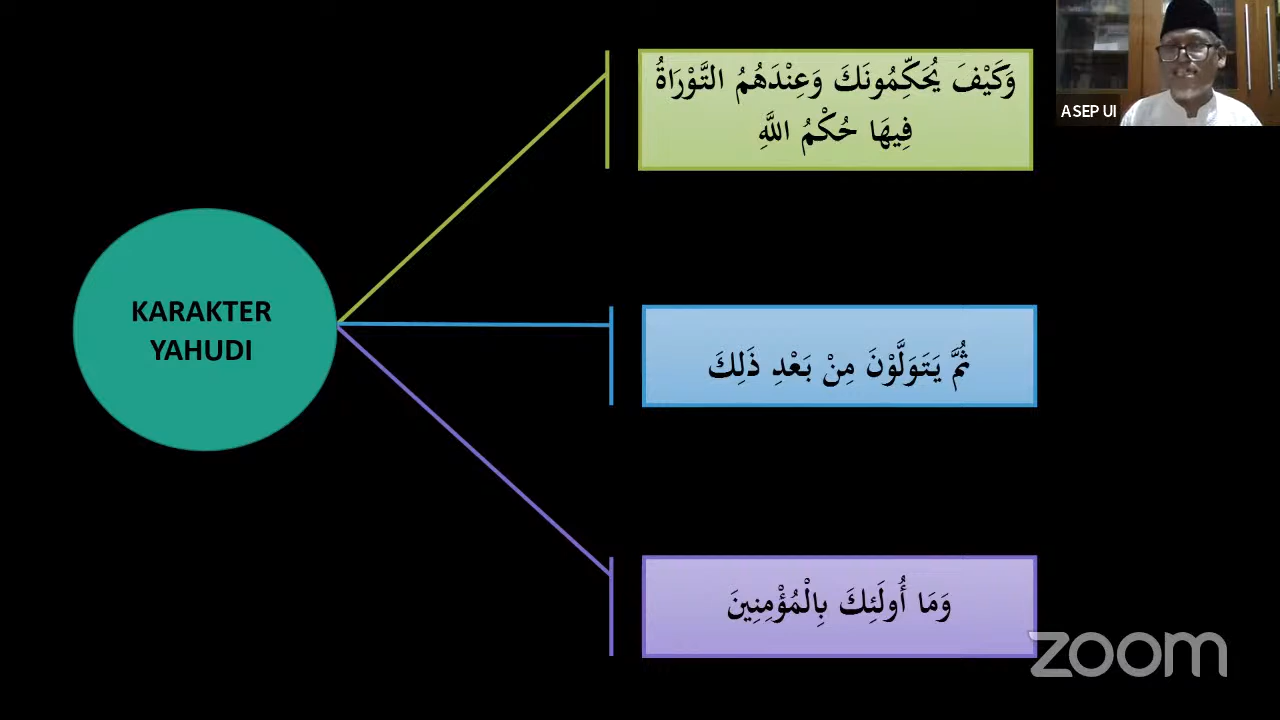 KARAKTER
YAHUDI
وَكَيْفَ يُحَكِّمُونَكَ وَعِنْدَهُمُ التَّوْرَاةُ
فِيهَا حُكْمُ اللَّهِ
ثُمَّ يَتَوَلَّوْنَ مِنْ بَعْدِ ذَلِكَ
وَمَا أُولَئِكَ بِالْمُؤْمِنِينَ
ASEP UI
zoom